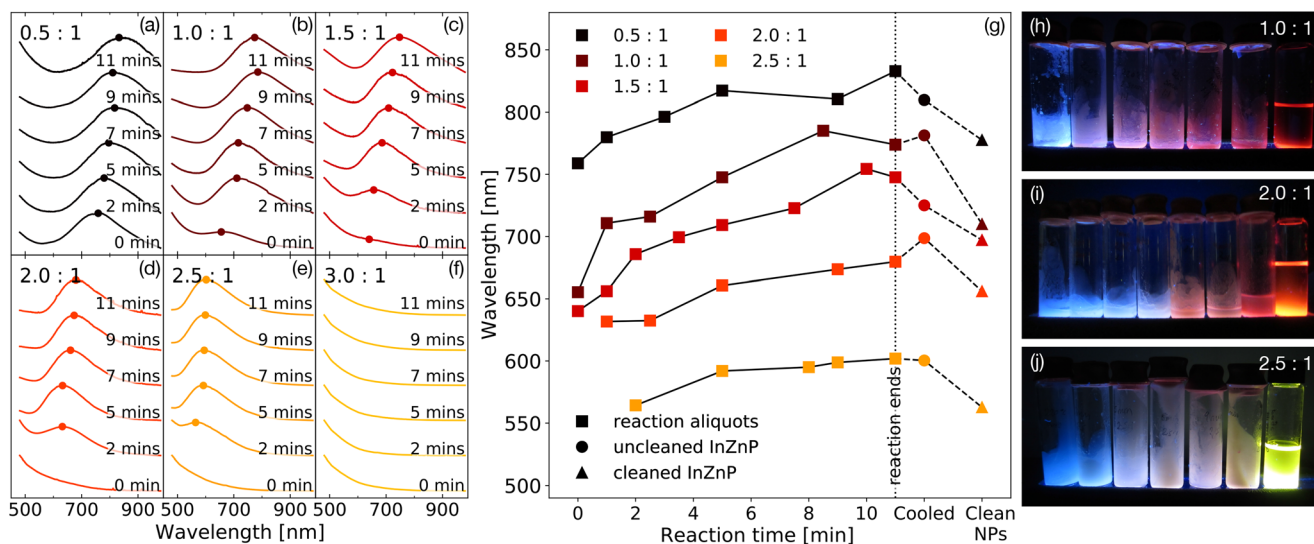 0.5 : 1
(a)
11 mins
9 mins
7 mins
5 mins
2 mins
0 min
1.0 : 1
(b)
11 mins
9 mins
7 mins
5 mins
2 mins
0 min
1.5 : 1
(c)
11 mins
9 mins
7 mins
5 mins
2 mins
0 min
2.0 : 1
(d)
11 mins
9 mins
7 mins
5 mins
2 mins
0 min
2.5 : 1
(e)
11 mins
9 mins
7 mins
5 mins
2 mins
0 min
3.0 : 1
(f)
11 mins
9 mins
7 mins
5 mins
2 mins
0 min
500 700 900
500 700 900
500 700 900
Wavelength [nm]
(g)
0.5 : 1
1.0 : 1
1.5 : 1
2.0 : 1
2.5 : 1
Wavelength [nm]
850
800
750
700
650
600
550
500
reaction aliquots
uncleaned InZnP
cleaned InZnP
reaction ends
0 2 4 6 8 10 Cooled Clean
NPs
Reaction time [min]
(h)
1.0 : 1
(i)
2.0 : 1
(j)
2.5 : 1